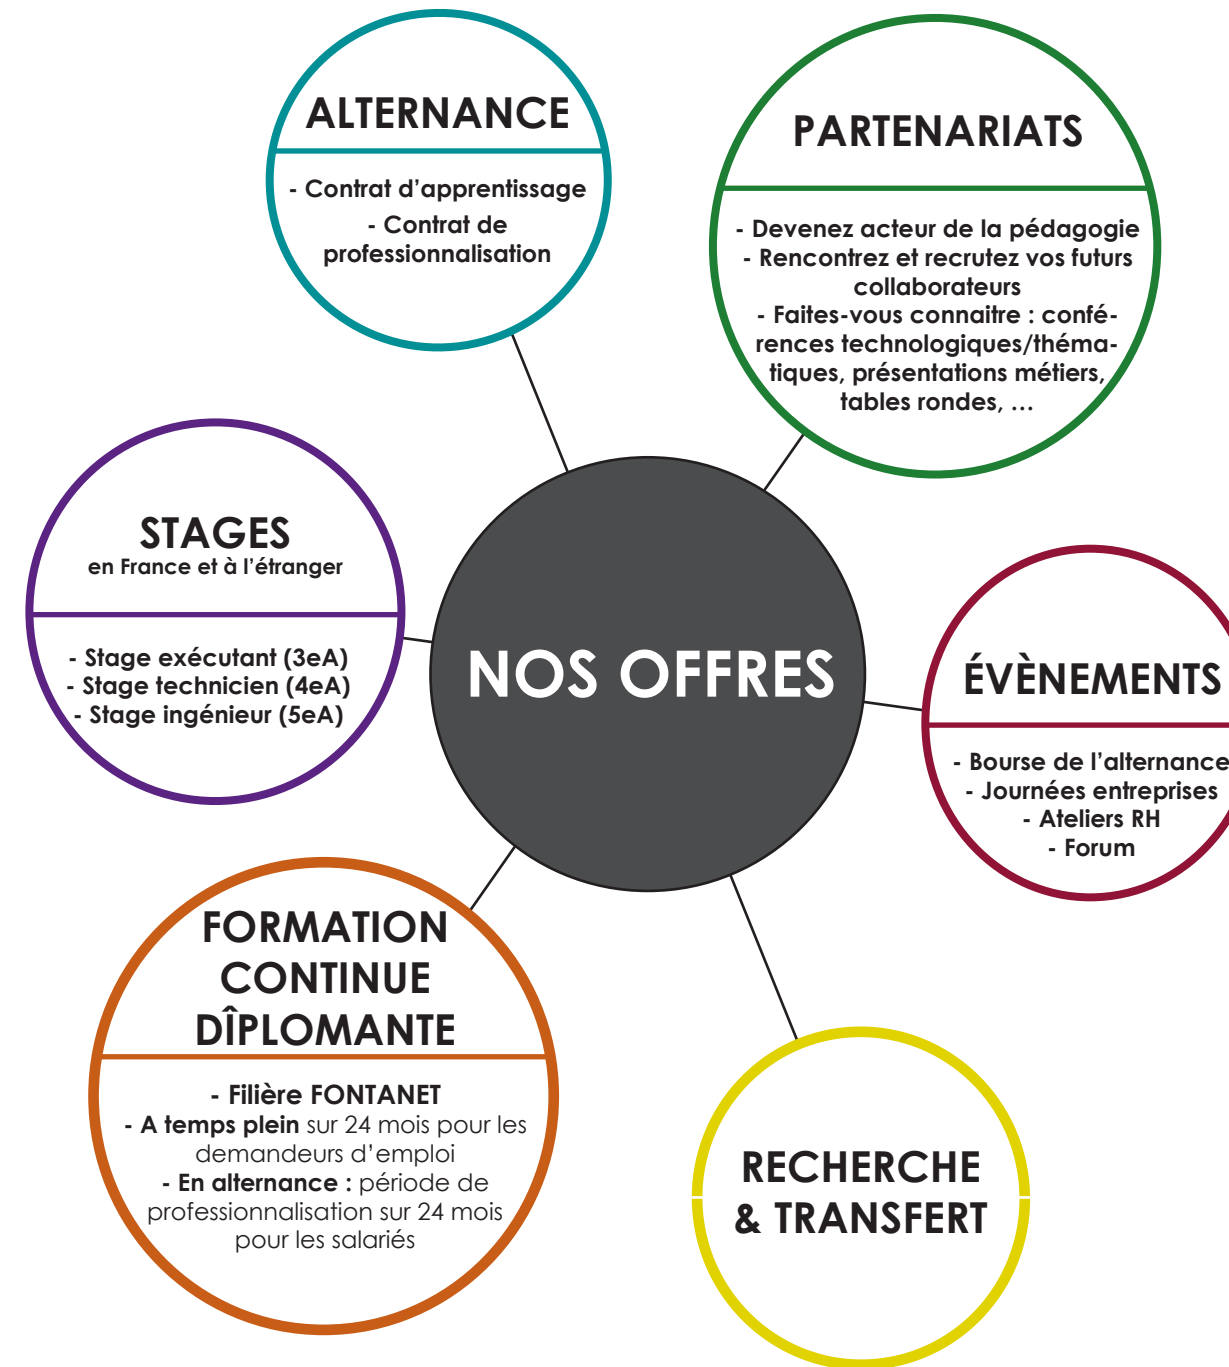 ALTERNANCE
- Contrat d’apprentissage
- Contrat de
professionnalisation
PARTENARIATS
- Devenez acteur de la pédagogie
- Rencontrez et recrutez vos futurs
collaborateurs
- Faites-vous connaitre : confé-
rences technologiques/théma-
tiques, présentations métiers,
tables rondes, …
STAGES
en France et à l’étranger
- Stage exécutant (3eA)
- Stage technicien (4eA)
- Stage ingénieur (5eA)
NOS OFFRES
ÉVÈNEMENTS
- Bourse de l’alternance
- Journées entreprises
- Ateliers RH
- Forum
FORMATION
CONTINUE
DÎPLOMANTE
- Filière FONTANET
- A temps plein sur 24 mois pour les
demandeurs d’emploi
- En alternance : période de
professionnalisation sur 24 mois
pour les salariés
RECHERCHE
& TRANSFERT